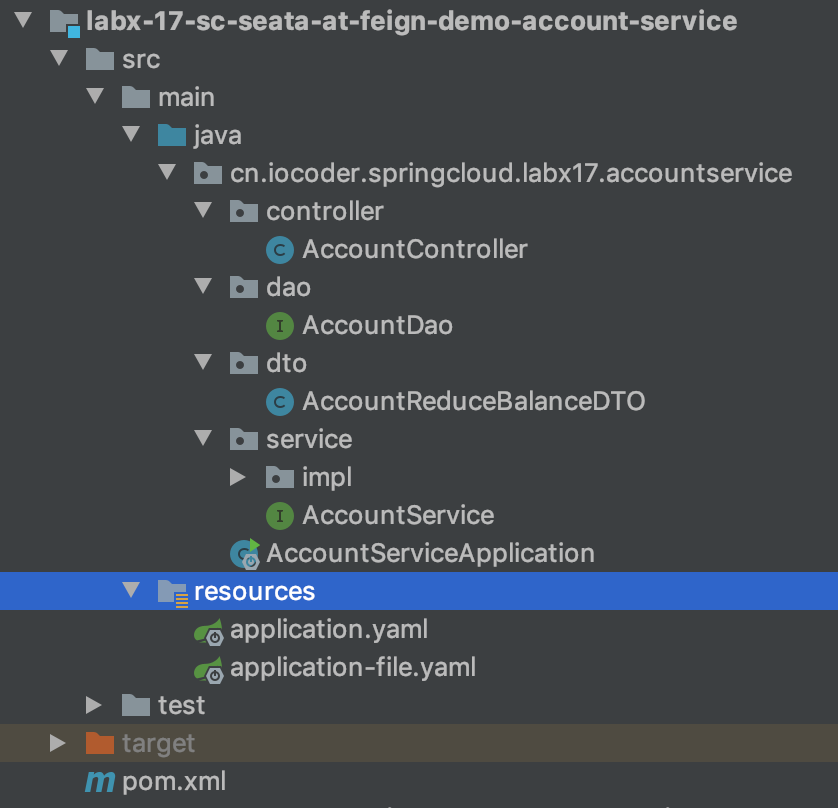 labx-17-sc-seata-at-feign-demo-account-service
src
main
java
cn.iocoder.springcloud.labx17.accountservice
controller
C AccountController
dao
I AccountDao
dto
C AccountReduceBalanceDTO
service
impl
I AccountService
C AccountServiceApplication
resources
application.yaml
application-file.yaml
test
target
m pom.xml